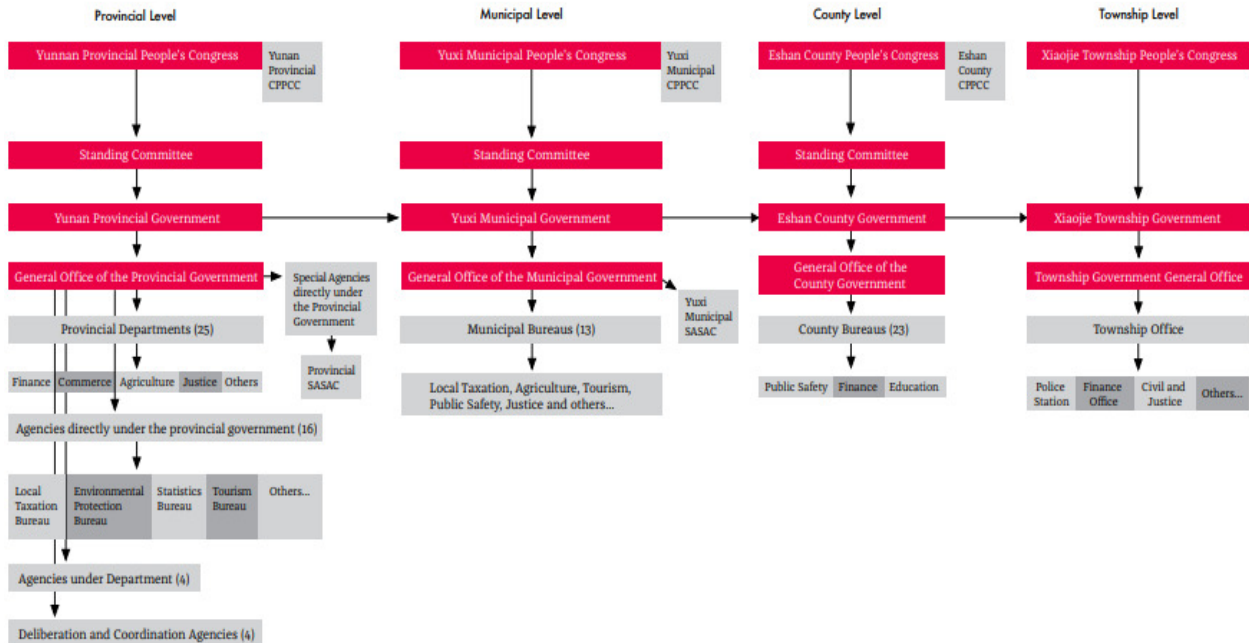 Provincial Level
Municipal Level
County Level
Township Level
Yunnan Provincial People's Congress
Yunan
Provincial
CPPCC
Yuxi Municipal People's Congress
Yuxi
Municipal
CPPCC
Eshan County People's Congress
Eshan
County
CPPCC
Xiaojie Township People's Congress
Standing Committee
Standing Committee
Standing Committee
Yunan Provincial Government
Yuxi Municipal Government
Eshan County Government
Xiaojie Township Government
General Office of the Provincial Government
Special Agencies
directly under
the Provincial
Government
General Office of the Municipal Government
Yuxi
Municipal
SASAC
General Office of the
County Government
Township Government General Office
Provincial Departments (25)
Provincial
SASAC
Municipal Bureaus (13)
County Bureaus (23)
Township Office
Finance
Commerce
Agriculture
Justice
Others
Local Taxation, Agriculture, Tourism,
Public Safety, Justice and others...
Public Safety
Finance
Education
Police
Station
Finance
Office
Civil and
Justice
Others...
Agencies directly under the provincial government (16)
Local
Taxation
Bureau
Environmental
Protection
Bureau
Statistics
Bureau
Tourism
Bureau
Others...
Agencies under Department (4)
Deliberation and Coordination Agencies (4)